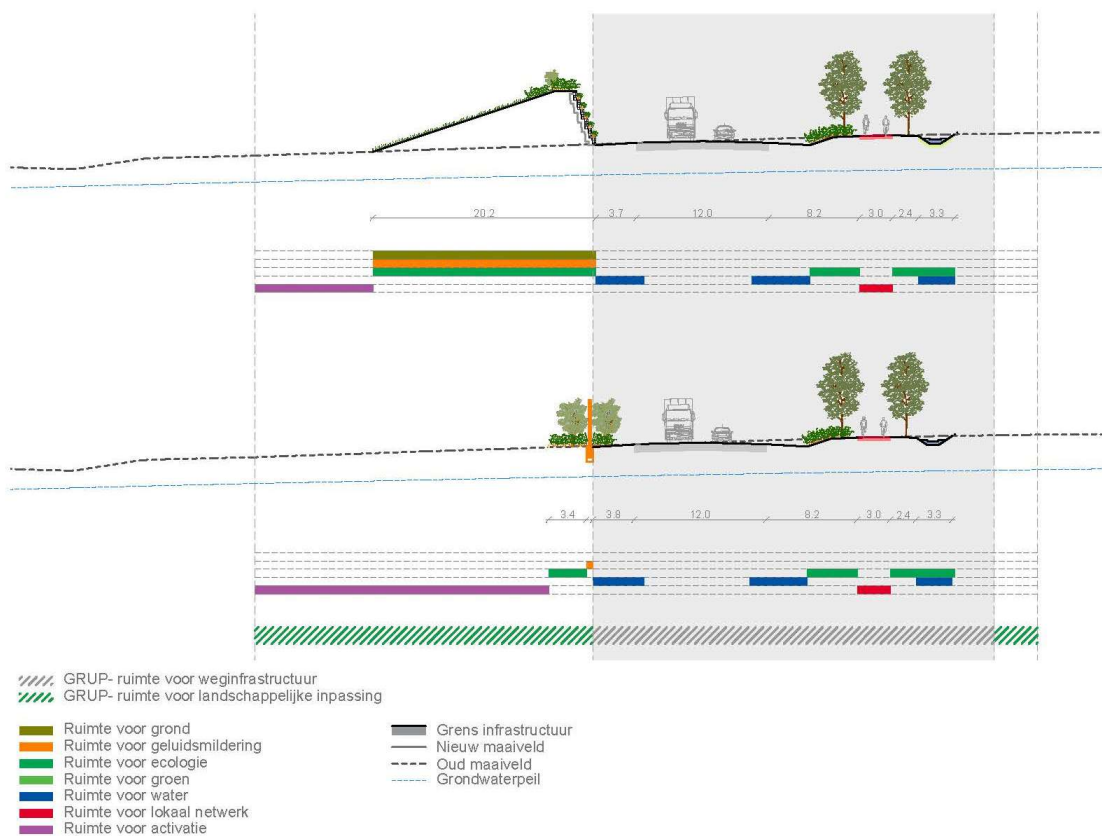 20.2 3.7 12.0 8.2 3.0 2.4 3.3
3.4 3.8 12.0 8.2 3.0 2.4 3.3
GRUP- ruimte voor weginfrastructuur
GRUP- ruimte voor landschappelijke inpassing
Ruimte voor grond
Ruimte voor geluidsmildering
Ruimte voor ecologie
Ruimte voor groen
Ruimte voor water
Ruimte voor lokaal netwerk
Ruimte voor activatie
Grens infrastructuur
Nieuw maaiveld
Oud maaiveld
Grondwaterpeil